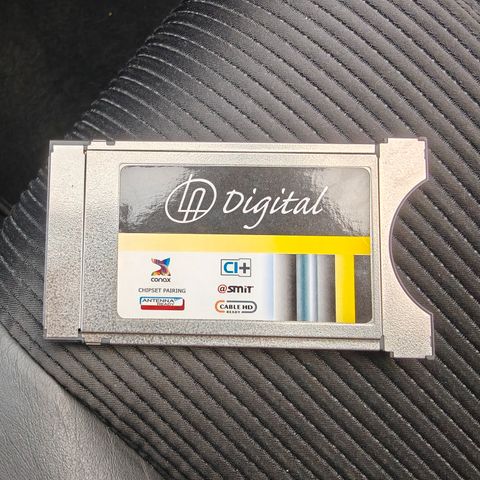 Digital
conax
CI+
CHIPSET PAIRING
@SMiT
ANTENNA READY
CABLE HD
READY